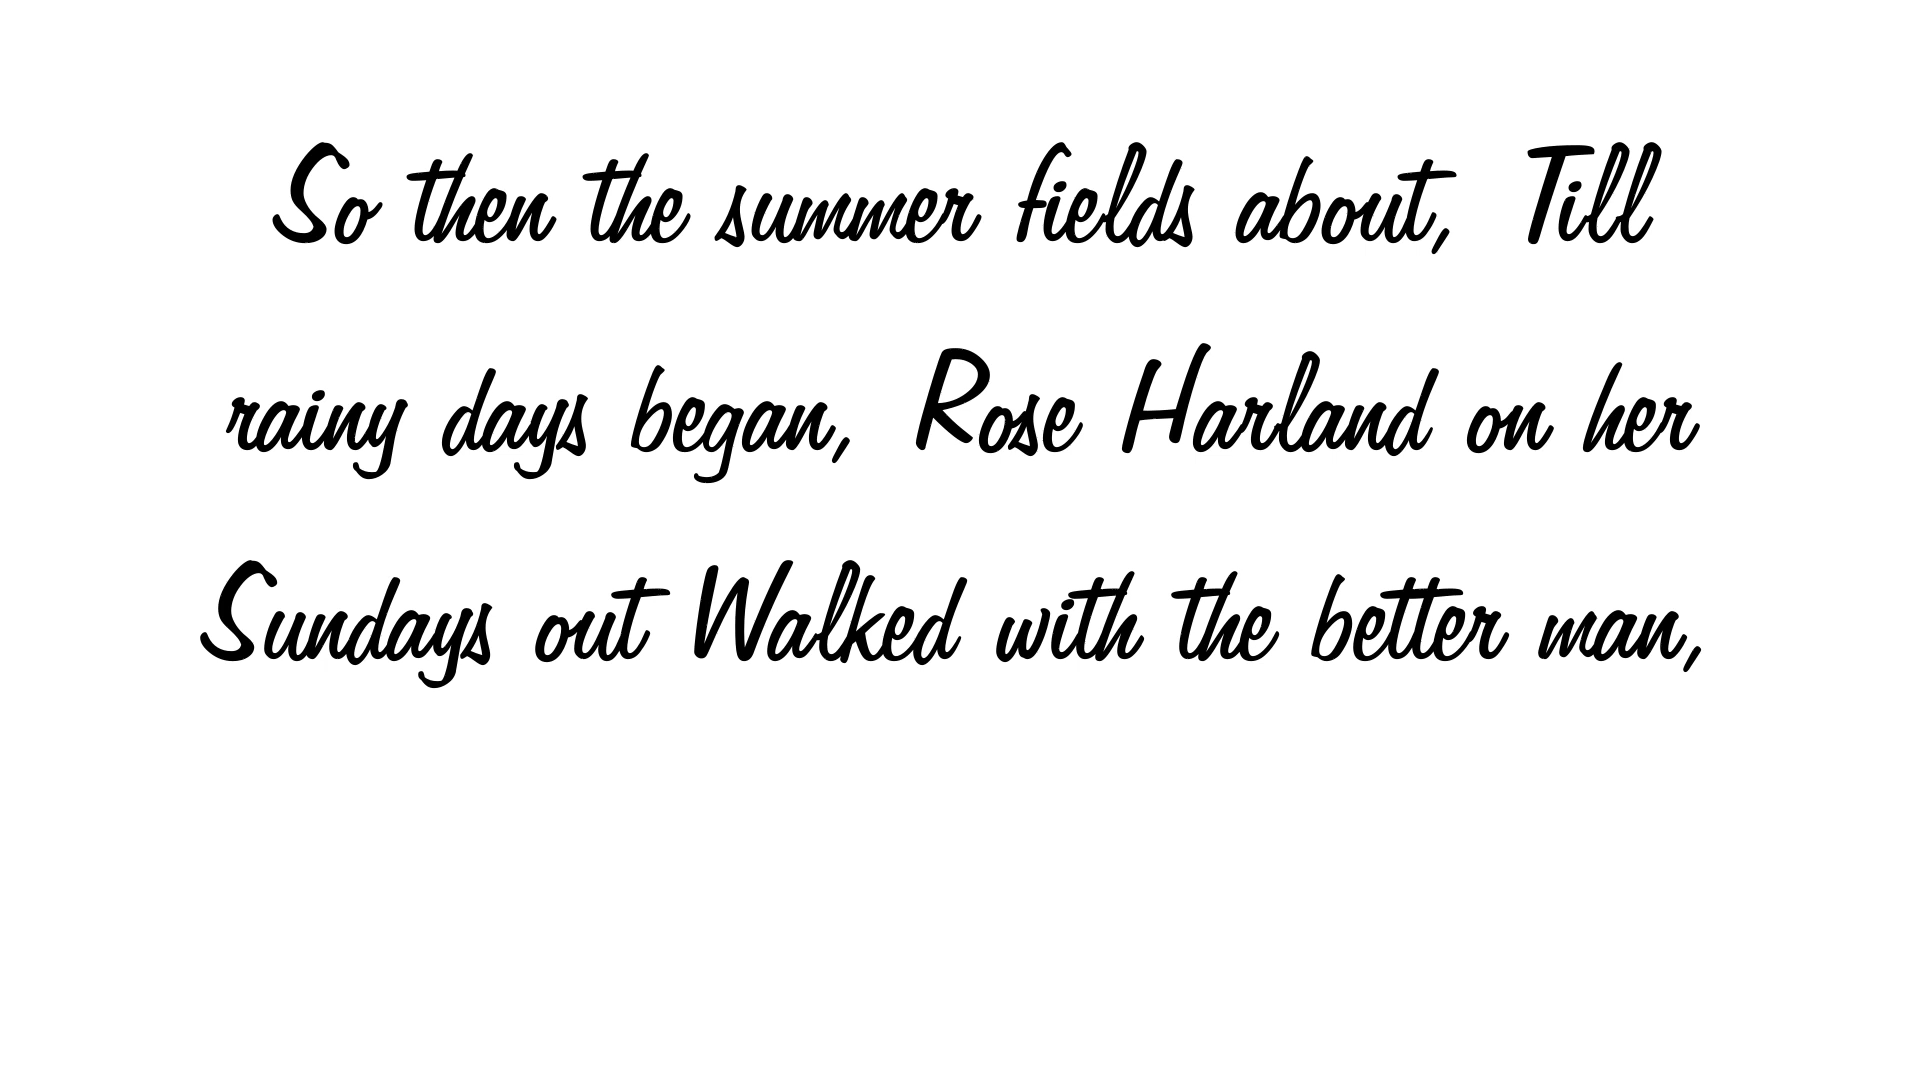 So then the summer fields about, Till
rainy days began, Rose Harland on her
Sundays out Walked with the better man,